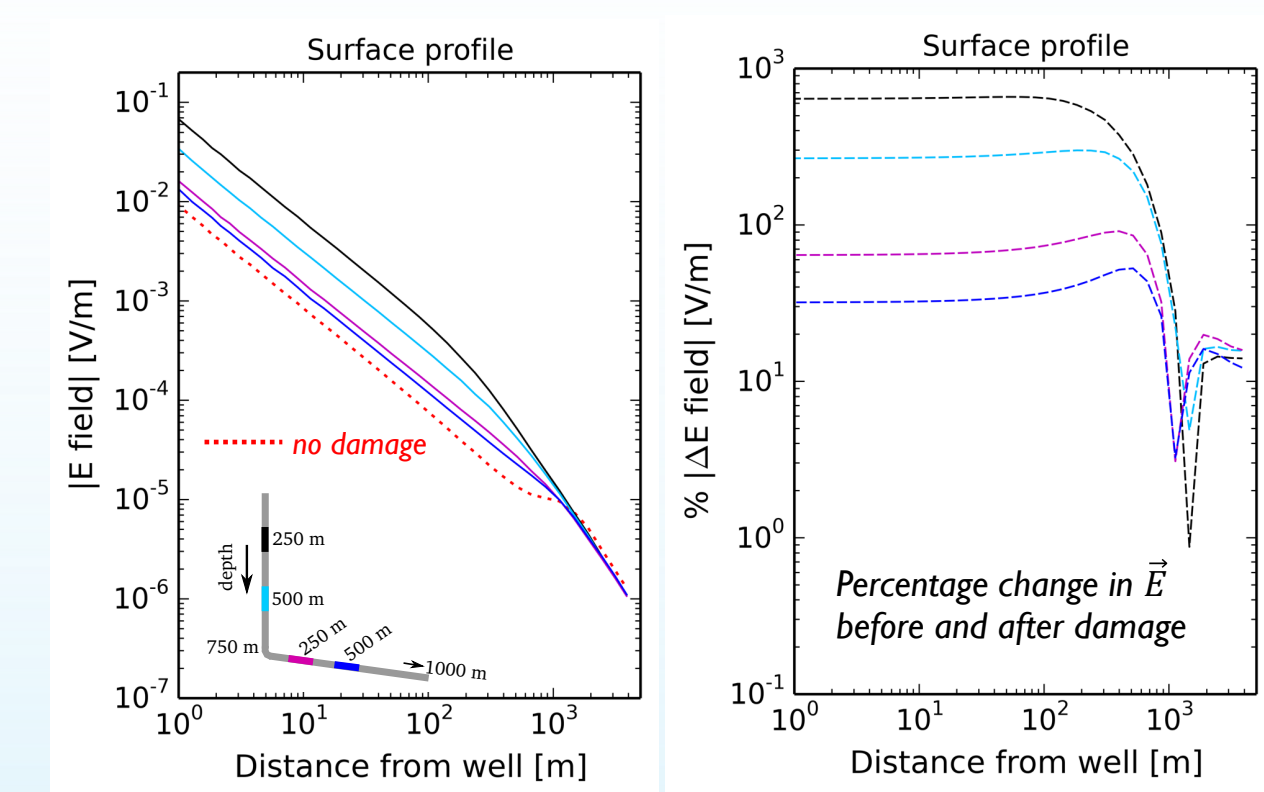 Surface profile
|E field| [V/m]
10^-1
10^-2
10^-3
10^-4
10^-5
10^-6
10^-7
no damage
depth
250 m
500 m
750 m
250 m
500 m
1000 m
10^0 10^1 10^2 10^3
Distance from well [m]
Surface profile
% |ΔE field| [V/m]
10^3
10^2
10^1
10^0
10^-1
Percentage change in E⃗
before and after damage
10^0 10^1 10^2 10^3
Distance from well [m]